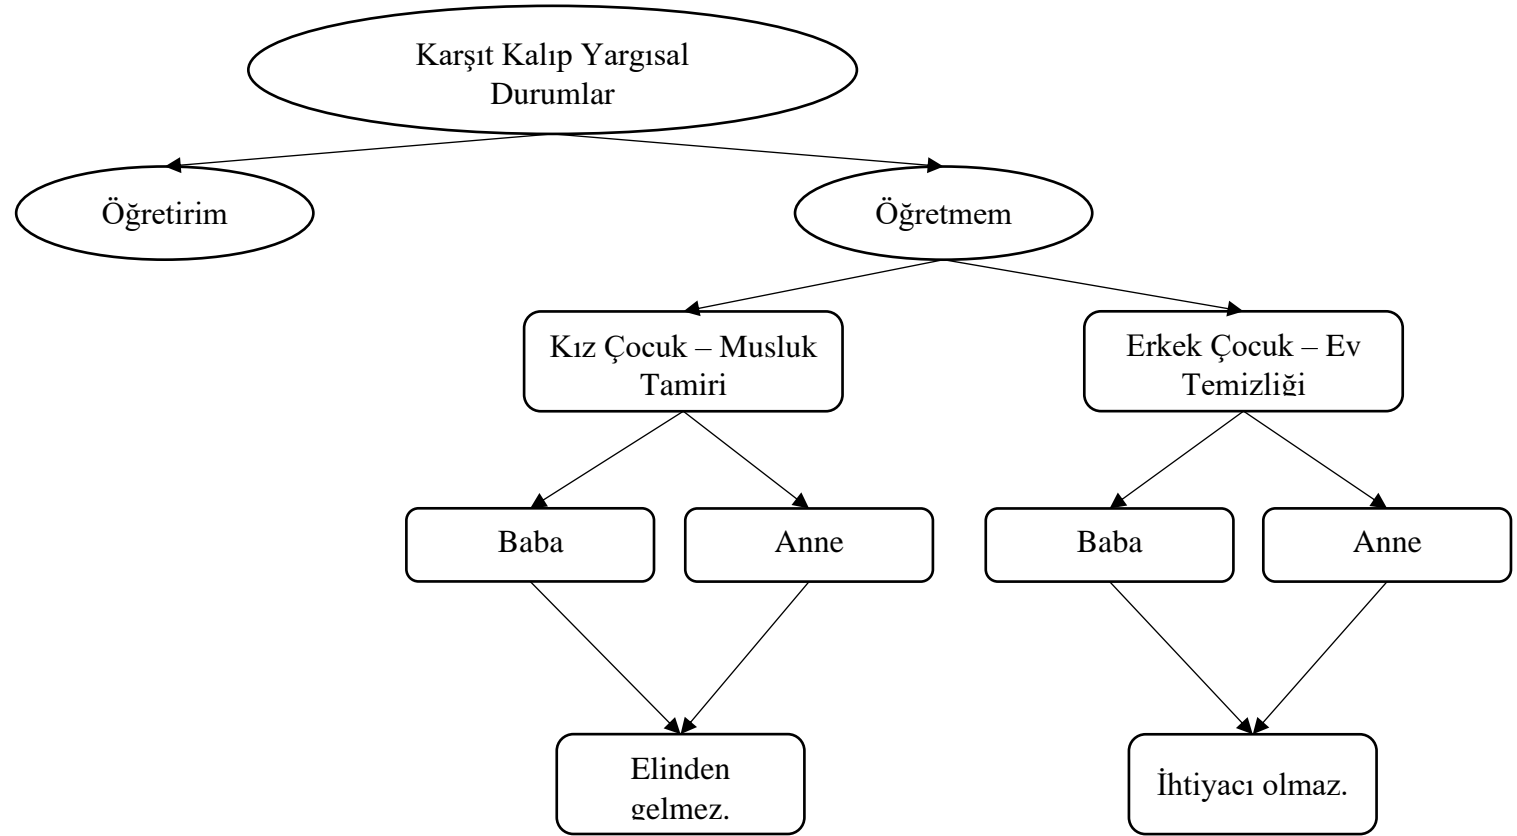 Karşıt Kalıp Yargısal
Durumlar
Öğretirim
Öğretmem
Kız Çocuk – Musluk
Tamiri
Erkek Çocuk – Ev
Temizliği
Baba
Anne
Baba
Anne
Elinden
gelmez.
İhtiyacı olmaz.